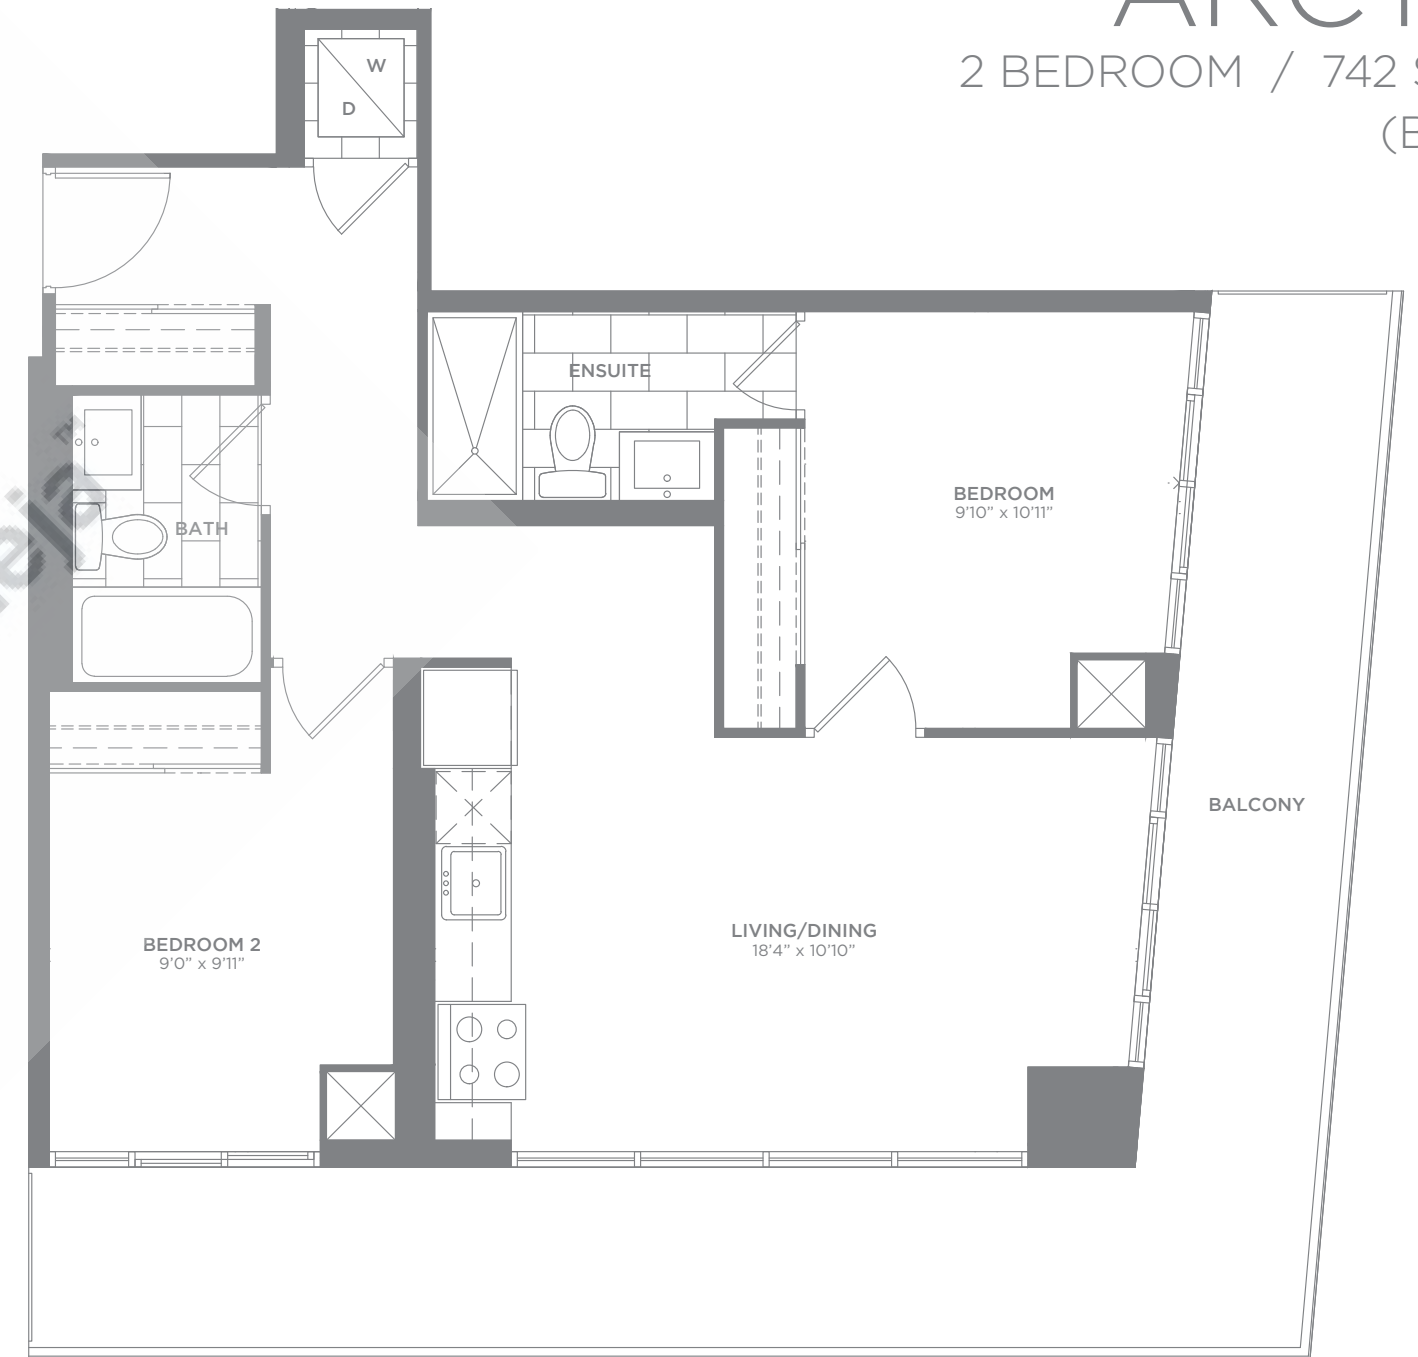 2 BEDROOM / 742
W
D
ENSUITE
BEDROOM
9'10" x 10'11"
BATH
BALCONY
LIVING/DINING
18'4" x 10'10"
BEDROOM 2
9'0" x 9'11"